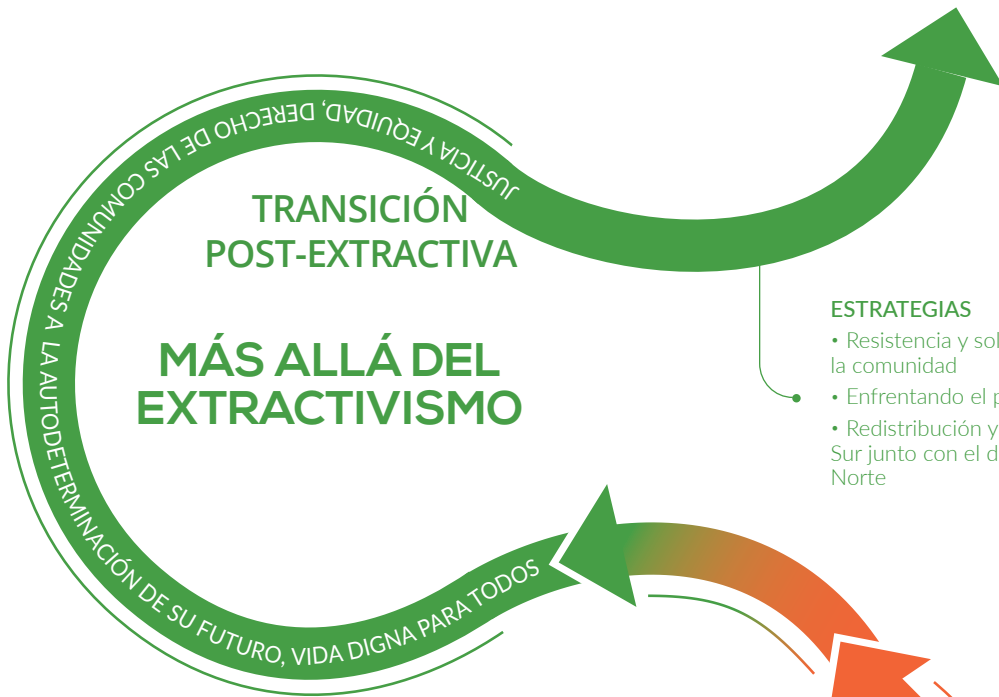 JUSTICIA Y EQUIDAD, DERECHO DE LAS COMUNIDADES A LA AUTODETERMINACIÓN DE SU FUTURO, VIDA DIGNA PARA TODOS
TRANSICIÓN
POST-EXTRACTIVA
MÁS ALLÁ DEL
EXTRACTIVISMO
ESTRATEGIAS
• Resistencia y
la comunidad
• Enfrentando el
• Redistribución y
Sur junto con el
Norte